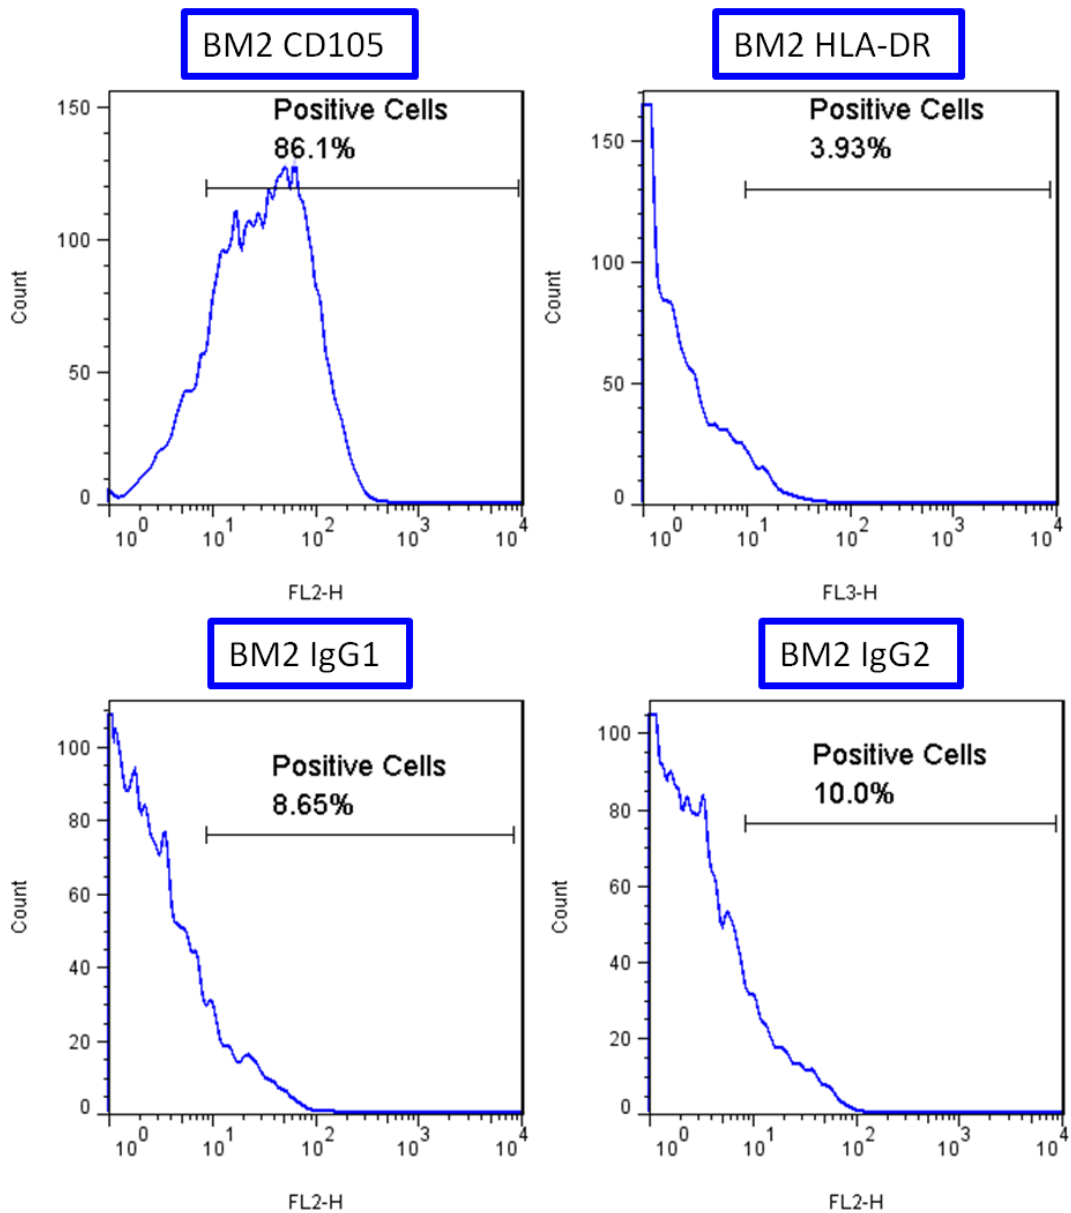 BM2 CD105
BM2 HLA-DR
Positive Cells
86.1%
150
100
50
0
Count
10^0 10^1 10^2 10^3 10^4
FL2-H
Positive Cells
3.93%
150
100
50
0
Count
10^0 10^1 10^2 10^3 10^4
FL3-H
BM2 IgG1
BM2 IgG2
Positive Cells
8.65%
100
80
60
40
20
0
Count
10^0 10^1 10^2 10^3 10^4
FL2-H
Positive Cells
10.0%
100
80
60
40
20
0
Count
10^0 10^1 10^2 10^3 10^4
FL2-H